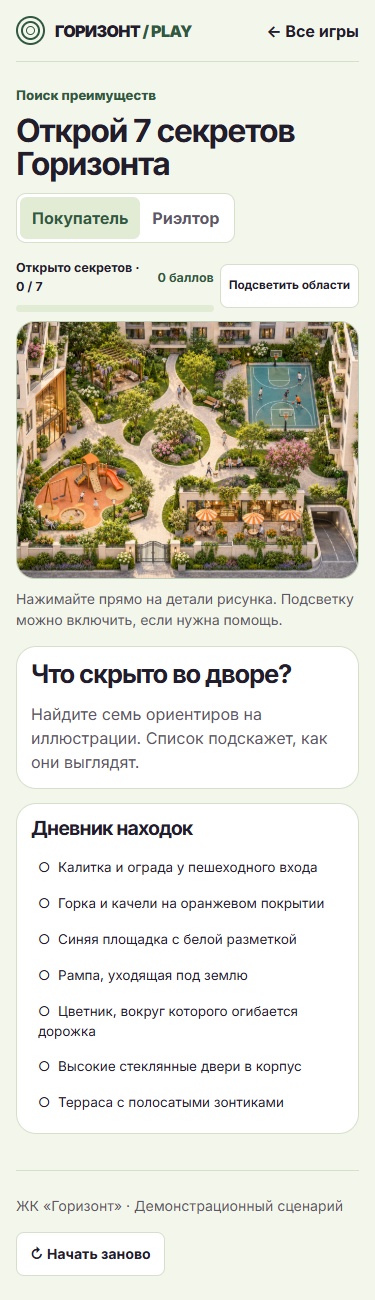 ГОРИЗОНТ / PLAY
← Все игры
Поиск преимуществ
Открой 7 секретов
Горизонта
Покупатель
Риэлтор
Открыто секретов ·
0 / 7
0 баллов
Подсветить области
Нажимайте прямо на детали рисунка. Подсветку
можно включить, если нужна помощь.
Что скрыто во дворе?
Найдите семь ориентиров на
иллюстрации. Список подскажет, как
они выглядят.
Дневник находок
○ Калитка и ограда у пешеходного входа
○ Горка и качели на оранжевом покрытии
○ Синяя площадка с белой разметкой
○ Рампа, уходящая под землю
○ Цветник, вокруг которого огибается
дорожка
○ Высокие стеклянные двери в корпус
○ Терраса с полосатыми зонтиками
ЖК «Горизонт» · Демонстрационный сценарий
↻ Начать заново